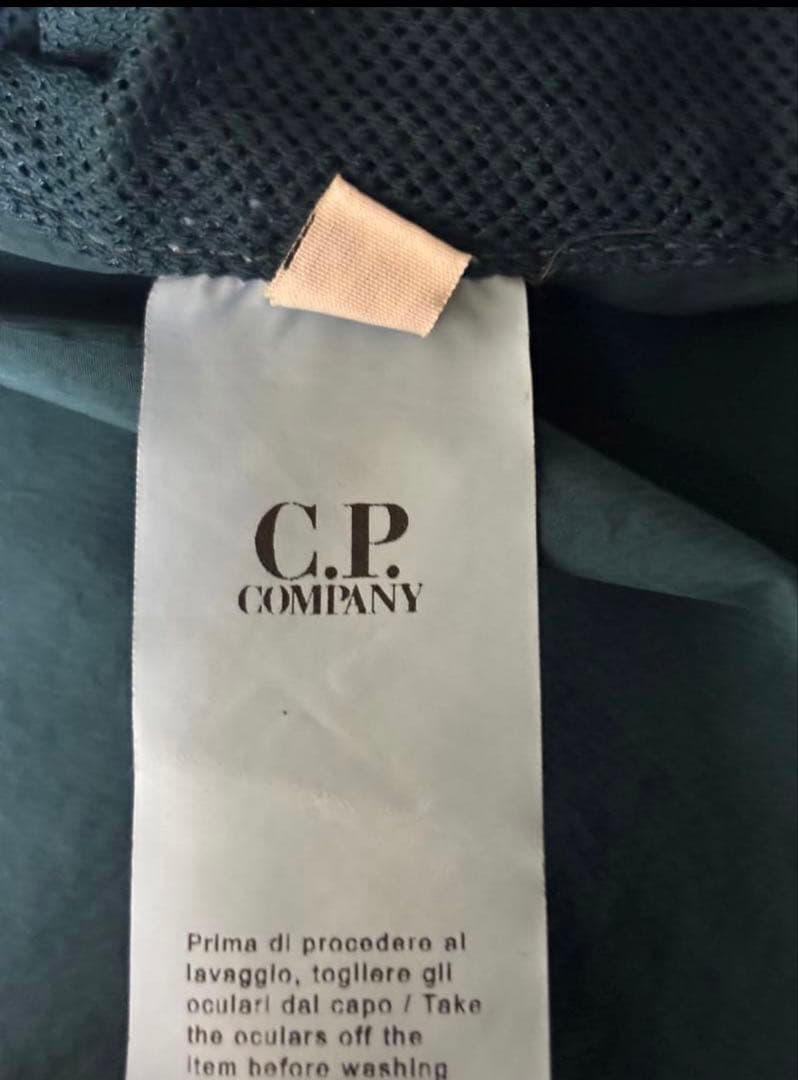 C.P.
COMPANY
Prima di procedere al
lavaggio, togliere gli
oculari dal capo / Take
the oculars off the
item before washing